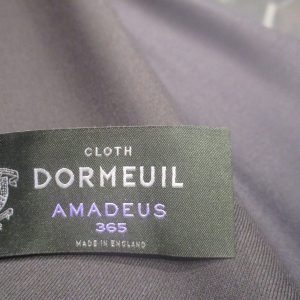 CLOTH
DORMEUIL
AMADEUS
365
MADE IN ENGLAND